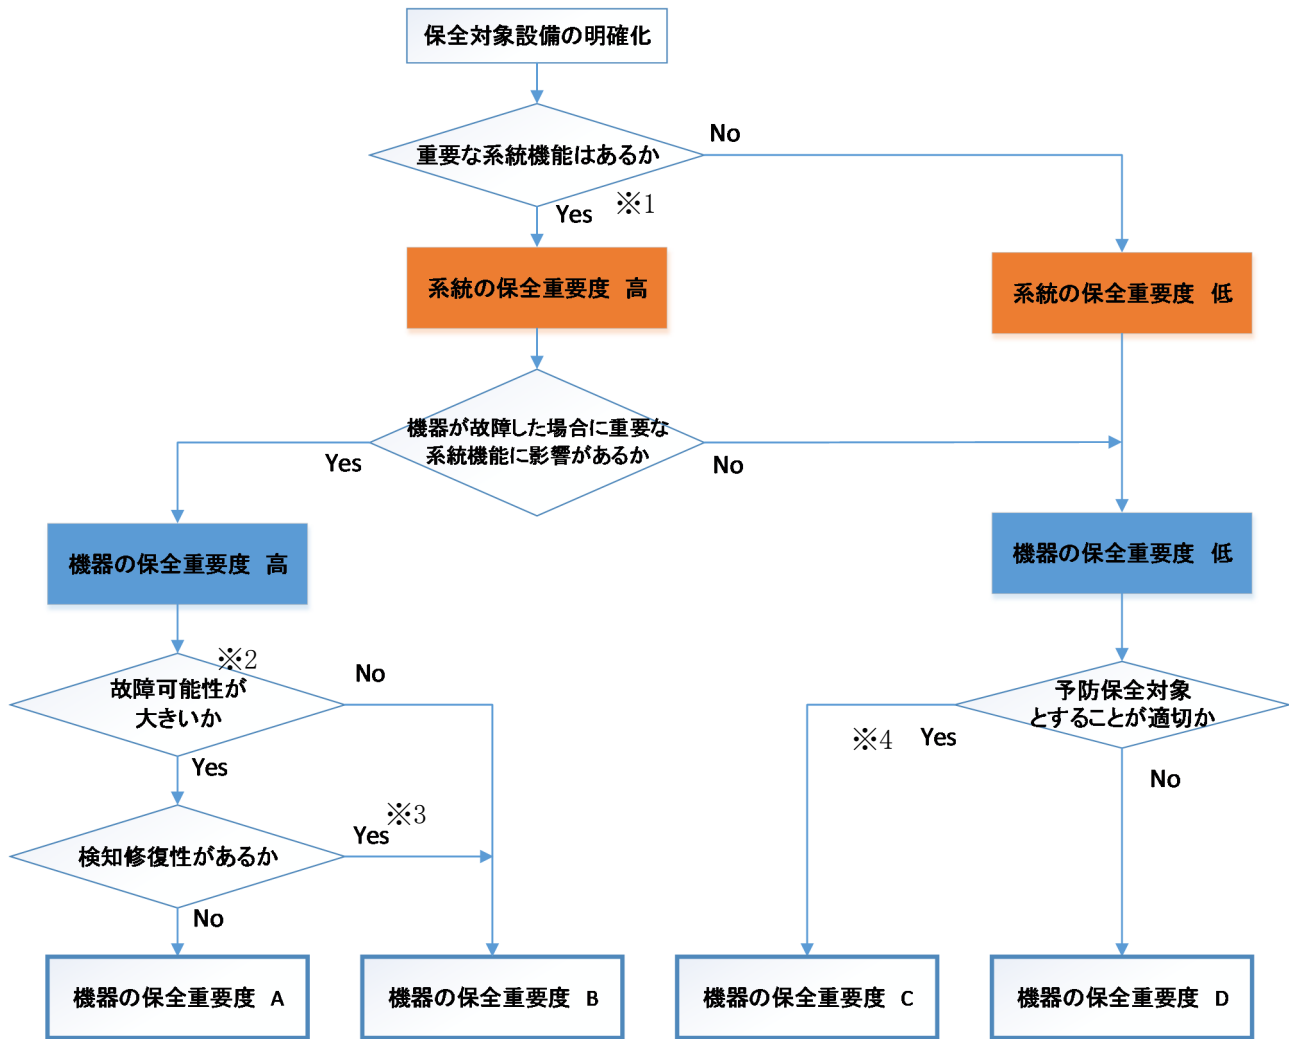 保全対象設備の明確化
重要な系統機能はあるか
No
Yes ※1
系統の保全重要度 高
系統の保全重要度 低
機器が故障した場合に重要な
系統機能に影響があるか
Yes
No
機器の保全重要度 高
機器の保全重要度 低
※2
故障可能性が
大きいか
No
Yes
予防保全対象
とすることが適切か
※4 Yes
No
検知修復性があるか
Yes ※3
No
機器の保全重要度 A
機器の保全重要度 B
機器の保全重要度 C
機器の保全重要度 D